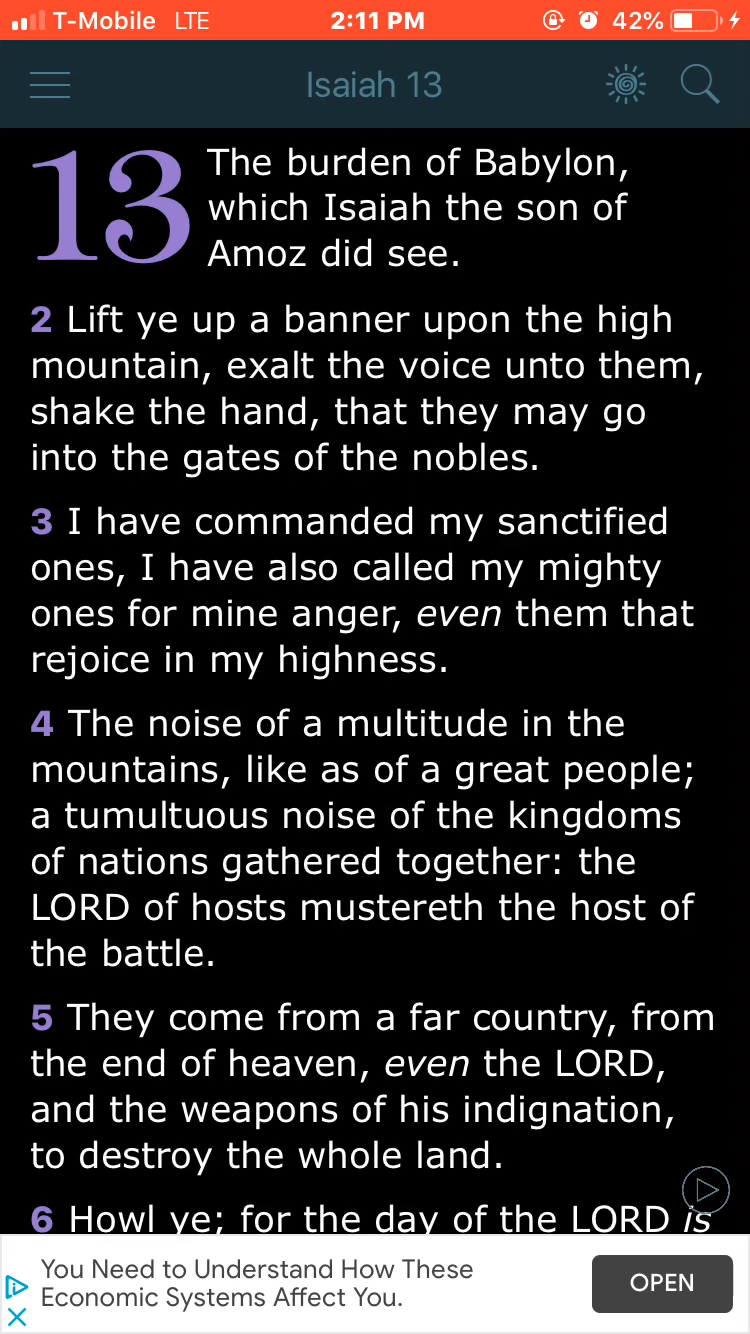 T-Mobile LTE 2:11 PM 42%
Isaiah 13
13 The burden of Babylon,
which Isaiah the son of
Amoz did see.
2 Lift ye up a banner upon the high
mountain, exalt the voice unto them,
shake the hand, that they may go
into the gates of the nobles.
3 I have commanded my sanctified
ones, I have also called my mighty
ones for mine anger, even them that
rejoice in my highness.
4 The noise of a multitude in the
mountains, like as of a great people;
a tumultuous noise of the kingdoms
of nations gathered together: the
LORD of hosts mustereth the host of
the battle.
5 They come from a far country, from
the end of heaven, even the LORD,
and the weapons of his indignation,
to destroy the whole land.
6 Howl ye; for the day of the LORD is
You Need to Understand How These
Economic Systems Affect You.
OPEN